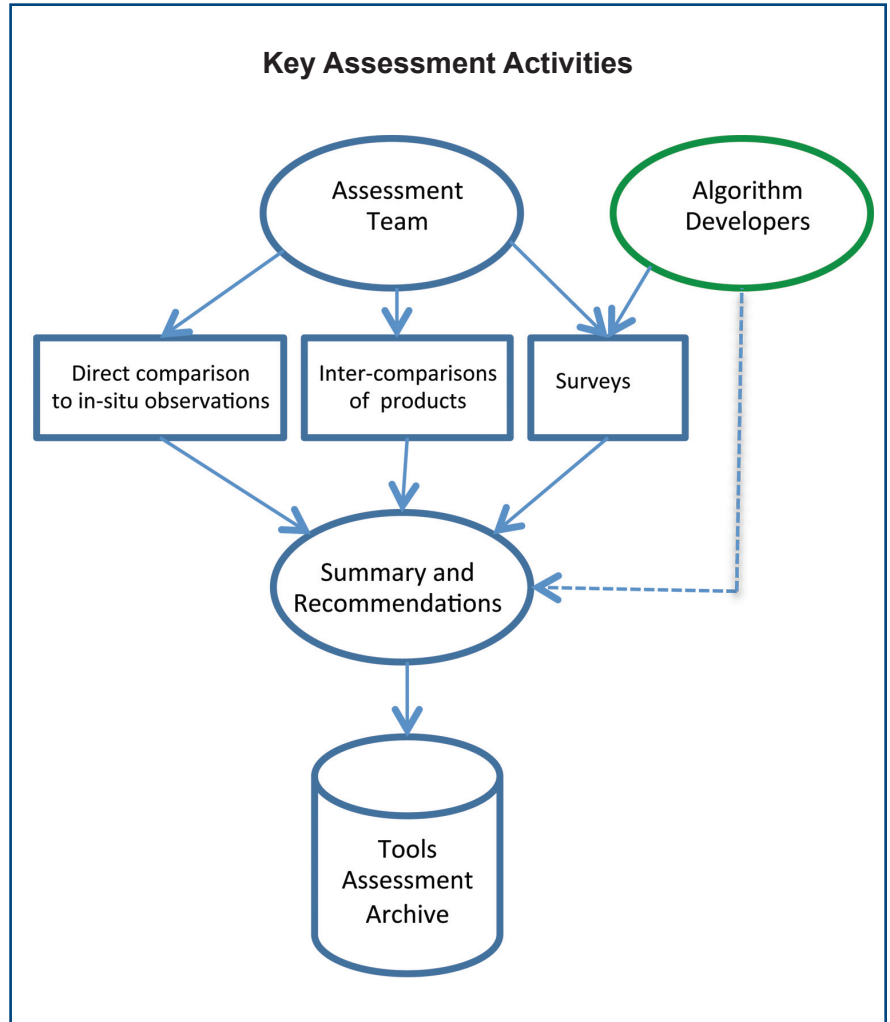 Key Assessment Activities
Assessment
Team
Algorithm
Developers
Direct comparison
to in-situ observations
Inter-comparisons
of products
Surveys
Summary and
Recommendations
Tools
Assessment
Archive